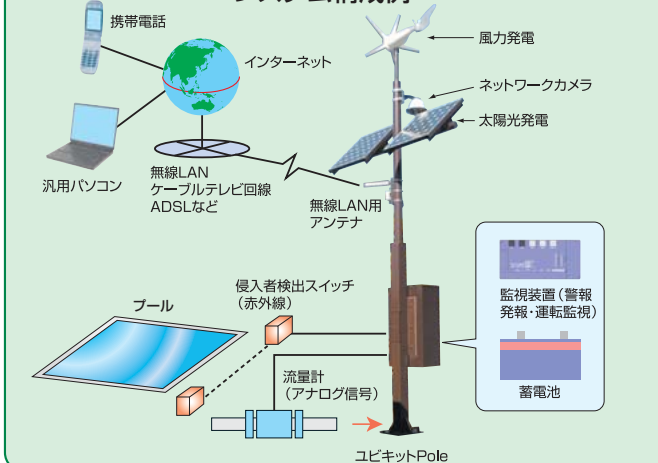 携帯電話
インターネット
風力発電
ネットワークカメラ
太陽光発電
汎用パソコン
無線LAN
ケーブルテレビ回線
ADSLなど
無線LAN用
アンテナ
侵入者検出スイッチ
(赤外線)
プール
監視装置(警報
発報・運転監視)
流量計
(アナログ信号)
蓄電池
ユビキットPole